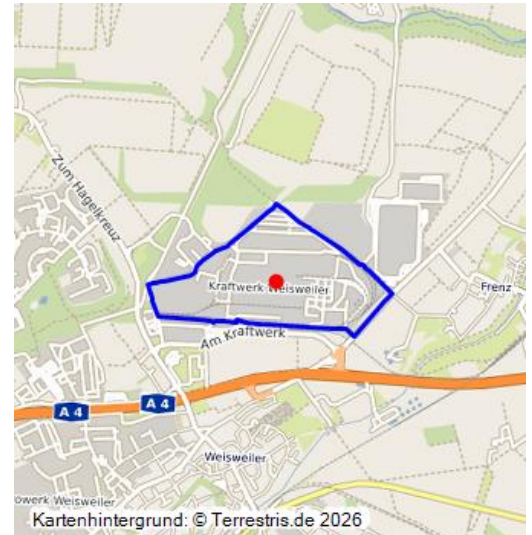 Zum Hagelkreuz
Kraftwerk Weisweiler
Frenz
Am Kraftwerk
A 4
A 4
Weisweiler
owerk Weisweiler
Kartenhintergrund: © Terrestris.de 2026